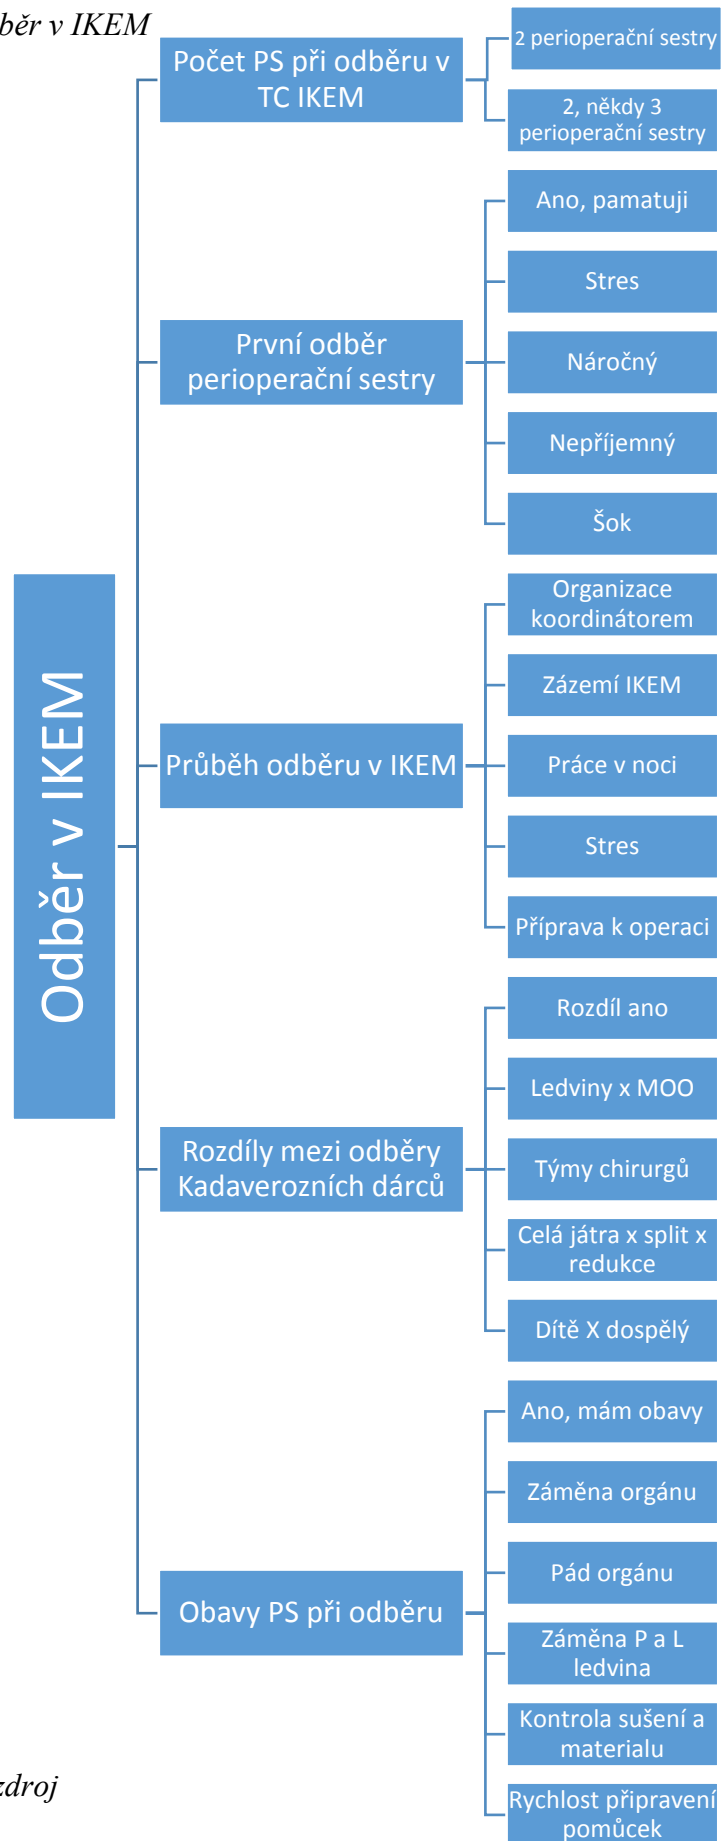 běr v IKEM
Odběr v IKEM
Počet PS při odběru v
TC IKEM
2 perioperační sestry
2, někdy 3
perioperační sestry
První odběr
perioperační sestry
Ano, pamatuji
Stres
Náročný
Nepříjemný
Šok
Průběh odběru v IKEM
Organizace
koordinátorem
Zázemí IKEM
Práce v noci
Stres
Příprava k operaci
Rozdíly mezi odběry
Kadaverozních dárců
Rozdíl ano
Ledviny x MOO
Týmy chirurgů
Celá játra x split x
redukce
Dítě X dospělý
Obavy PS při odběru
Ano, mám obavy
Záměna orgánu
Pád orgánu
Záměna P a L
ledvina
Kontrola sušení a
materialu
Rychlost připravení
pomůcek
zdroj